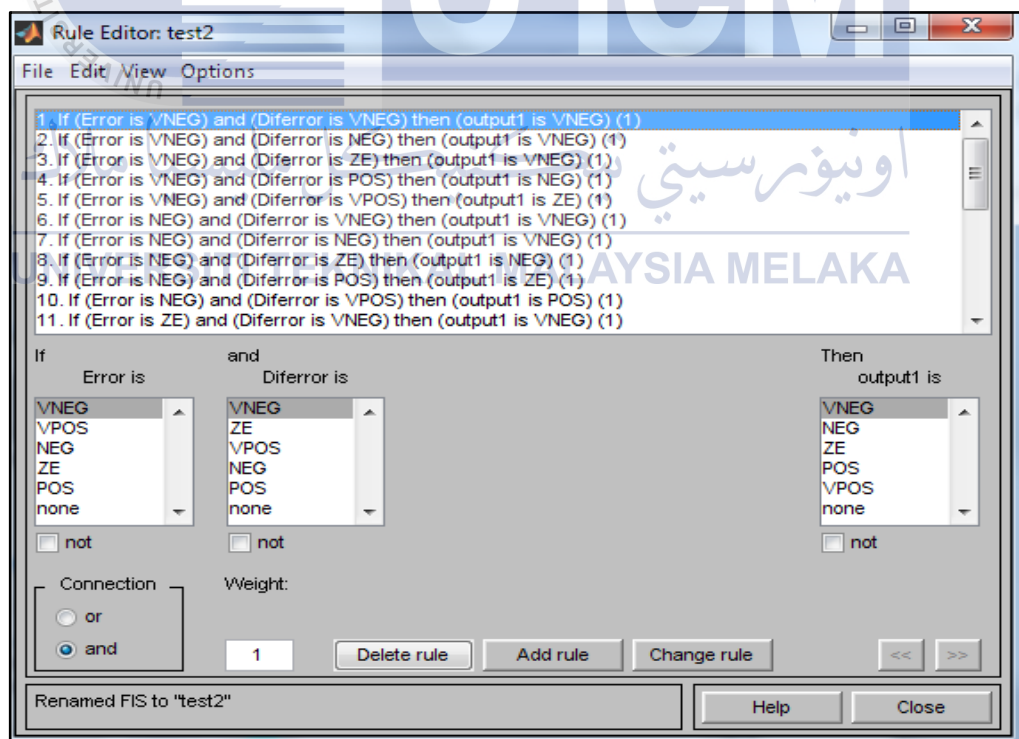 UTeM
Rule Editor: test2
File Edit View Options
1. If (Error is VNEG) and (Diferror is VNEG) then (output1 is VNEG) (1)
2. If (Error is VNEG) and (Diferror is NEG) then (output1 is VNEG) (1)
3. If (Error is VNEG) and (Diferror is ZE) then (output1 is VNEG) (1)
4. If (Error is VNEG) and (Diferror is POS) then (output1 is NEG) (1)
5. If (Error is VNEG) and (Diferror is VPOS) then (output1 is ZE) (1)
6. If (Error is NEG) and (Diferror is VNEG) then (output1 is VNEG) (1)
7. If (Error is NEG) and (Diferror is NEG) then (output1 is VNEG) (1)
8. If (Error is NEG) and (Diferror is ZE) then (output1 is NEG) (1)
9. If (Error is NEG) and (Diferror is POS) then (output1 is ZE) (1)
10. If (Error is NEG) and (Diferror is VPOS) then (output1 is POS) (1)
11. If (Error is ZE) and (Diferror is VNEG) then (output1 is VNEG) (1)
اونيۏرسيتي
UNIVERSITI TEKNIKAL MALAYSIA MELAKA
If
and
Then
Error is
Diferror is
output1 is
VNEG
VPOS
NEG
ZE
POS
none
VNEG
ZE
VPOS
NEG
POS
none
VNEG
NEG
ZE
POS
VPOS
none
not
not
not
Connection
or
and
Weight:
1
Delete rule
Add rule
Change rule
<<
>>
Renamed FIS to "test2"
Help
Close